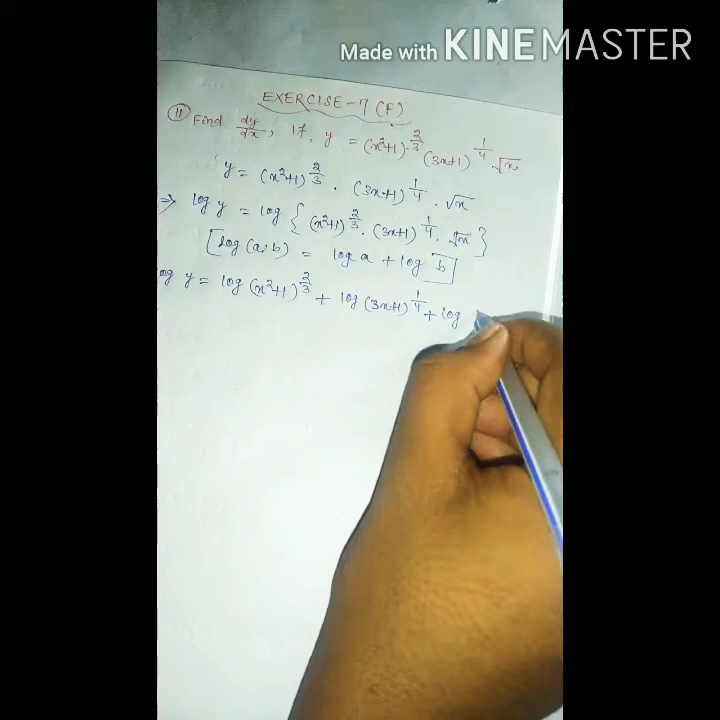 Made with KINEMASTER
EXERCISE-7 (F)
11 Find dy/dx, if, y = (x²+1)^2/3 (3x+1)^1/4 √x
y = (x²+1)^2/3 . (3x+1)^1/4 . √x
⇒ log y = log { (x²+1)^2/3 . (3x+1)^1/4 . √x }
[log (a.b) = log a + log b]
og y = log (x²+1)^2/3 + log (3x+1)^1/4 + log